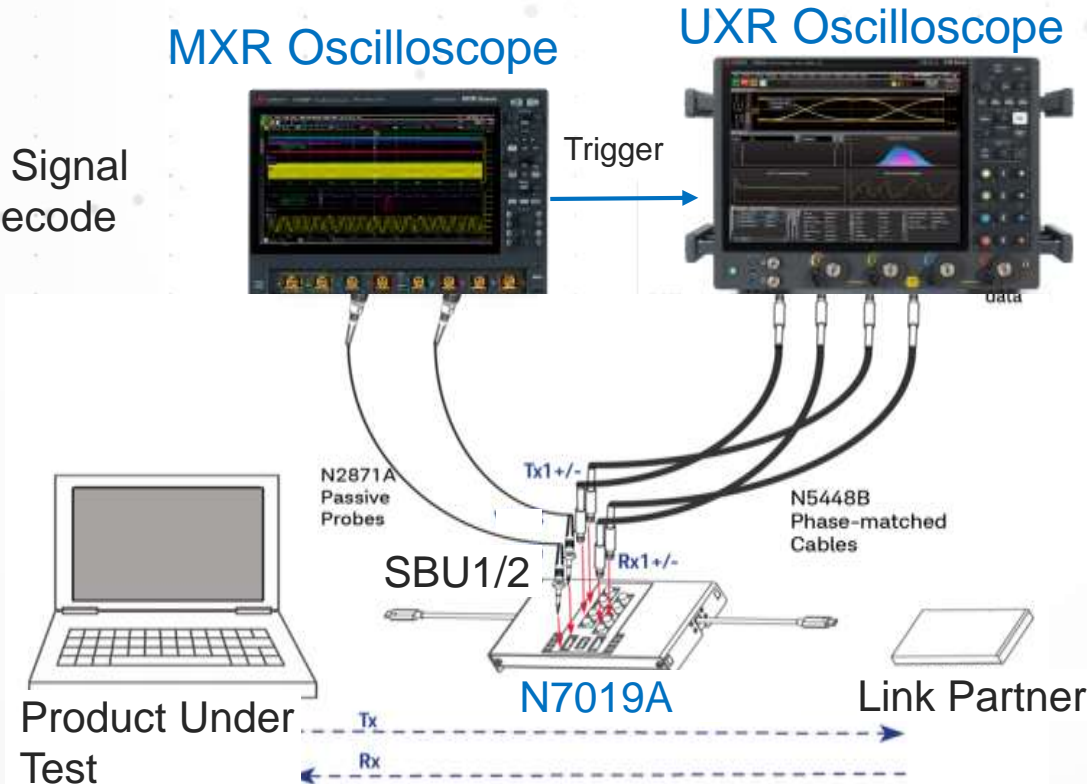 MXR Oscilloscope
UXR Oscilloscope
Signal
ecode
Trigger
data
N2871A
Passive
Probes
Tx1+/-
N5448B
Phase-matched
Cables
Rx1+/-
SBU1/2
N7019A
Link Partner
Product Under
Test
Tx
Rx